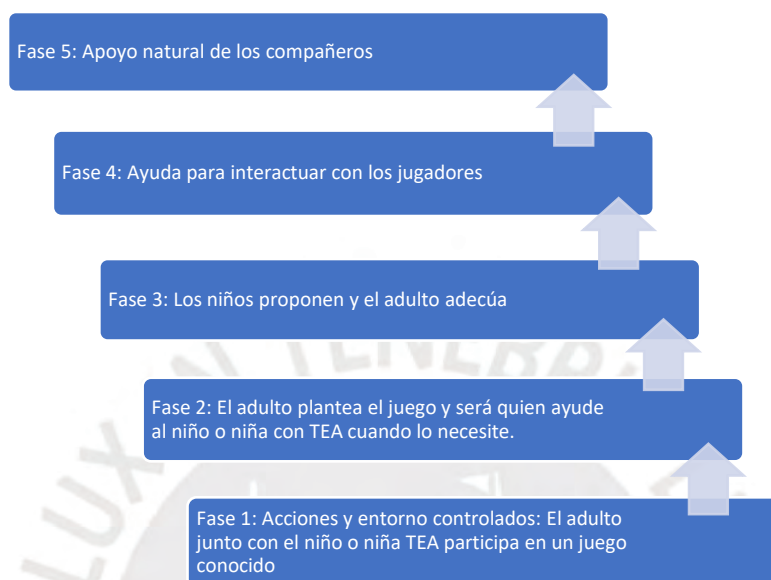 Fase 5: Apoyo natural de los compañeros
Fase 4: Ayuda para interactuar con los jugadores
Fase 3: Los niños proponen y el adulto adecúa
Fase 2: El adulto plantea el juego y será quien ayude
al niño o niña con TEA cuando lo necesite.
Fase 1: Acciones y entorno controlados: El adulto
junto con el niño o niña TEA participa en un juego
conocido
LUX IN TENEBR